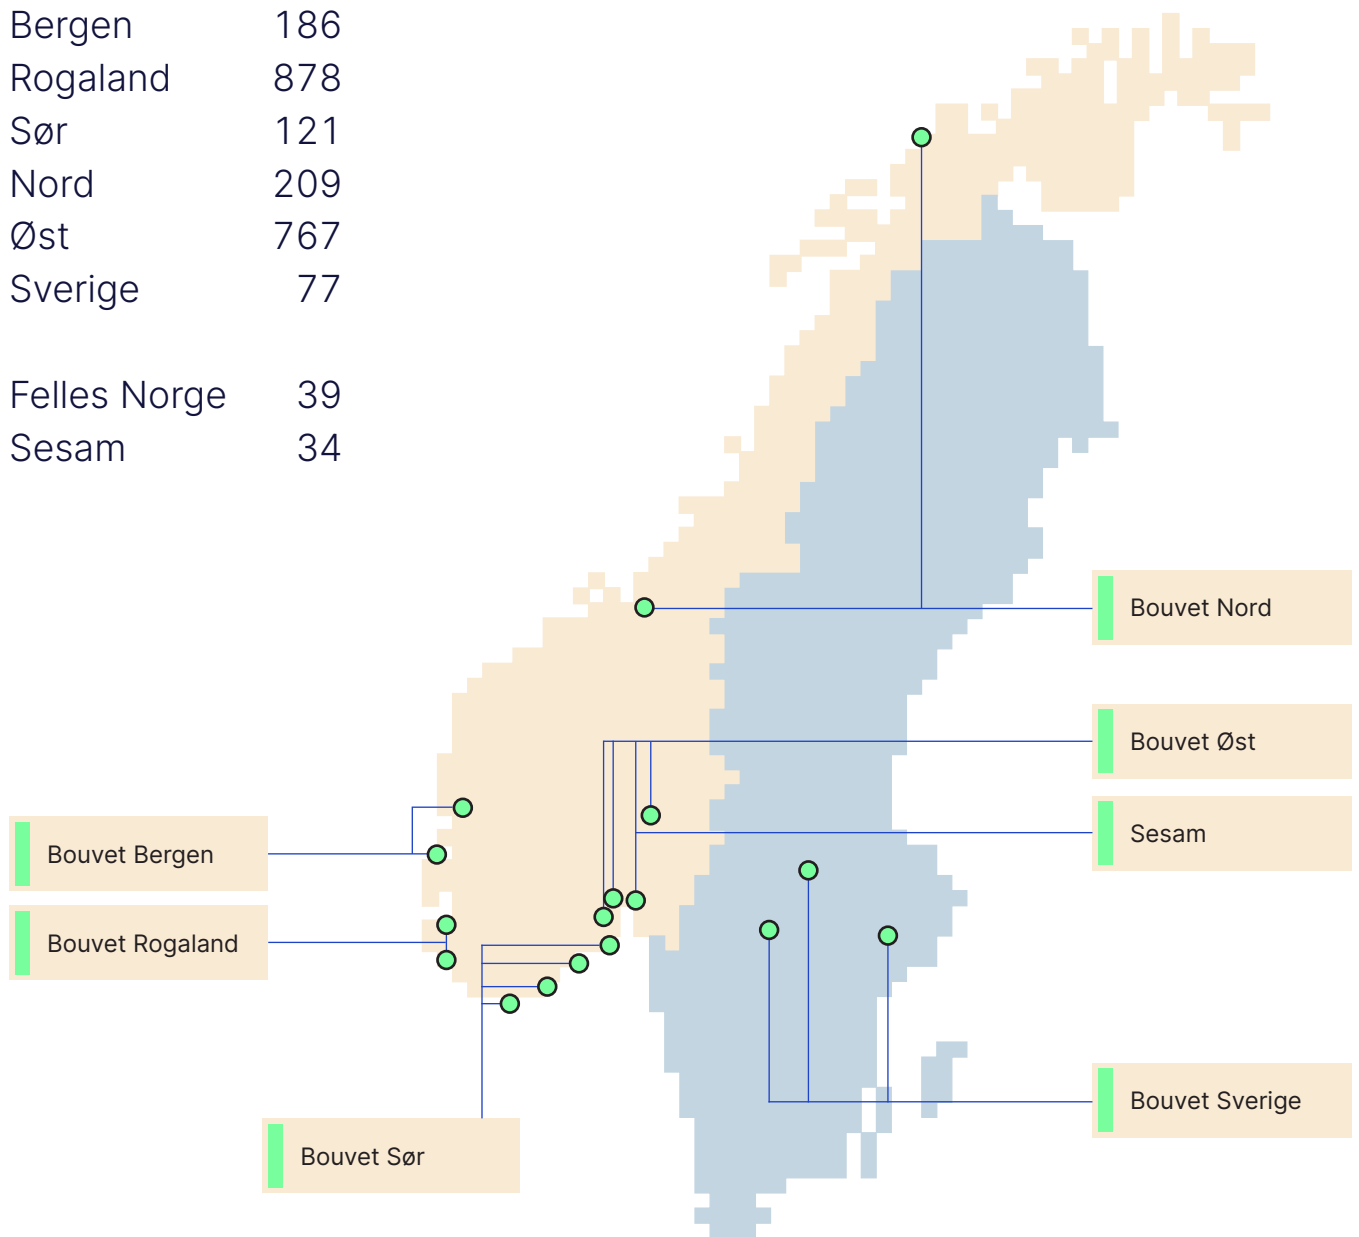 Bergen 186
Rogaland 878
Sør 121
Nord 209
Øst 767
Sverige 77
Felles Norge 39
Sesam 34
Bouvet Nord
Bouvet Øst
Sesam
Bouvet Bergen
Bouvet Rogaland
Bouvet Sverige
Bouvet Sør